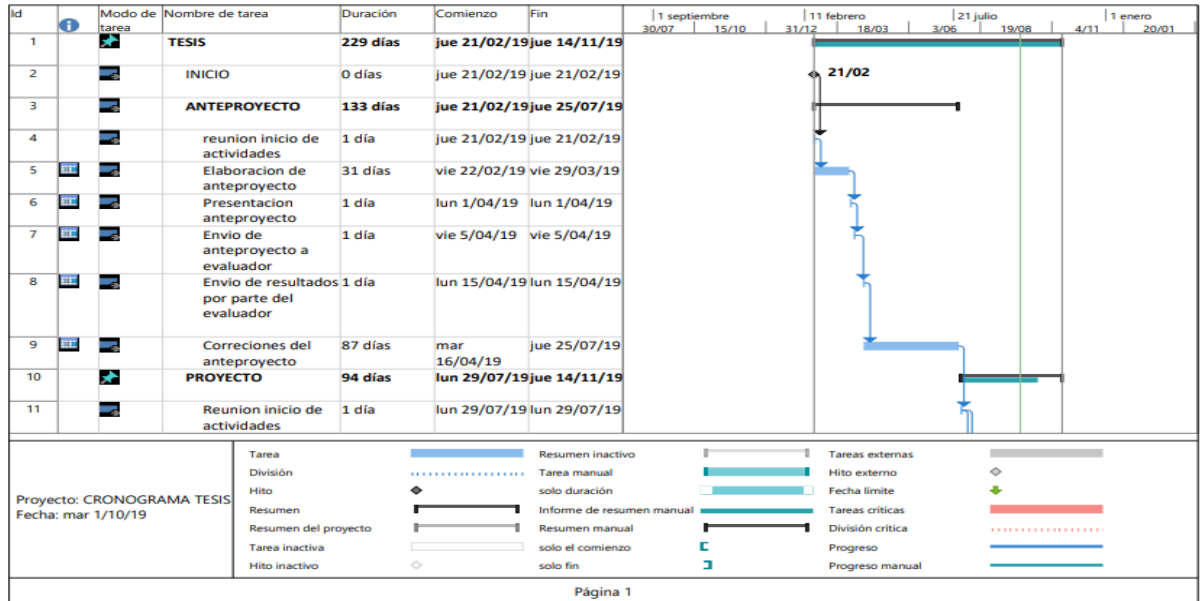 Id Modo de Nombre de tarea Duración Comienzo Fin 1 septiembre 11 febrero 21 julio 1 enero
tarea 30/07 15/10 31/12 18/03 3/06 19/08 4/11 20/01
1 TESIS 229 días jue 21/02/19 jue 14/11/19
2 INICIO 0 días jue 21/02/19 jue 21/02/19 21/02
3 ANTEPROYECTO 133 días jue 21/02/19 jue 25/07/19
4 reunion inicio de 1 día jue 21/02/19 jue 21/02/19
actividades
5 Elaboracion de 31 días vie 22/02/19 vie 29/03/19
anteproyecto
6 Presentacion 1 día lun 1/04/19 lun 1/04/19
anteproyecto
7 Envio de 1 día vie 5/04/19 vie 5/04/19
anteproyecto a
evaluador
8 Envio de resultados 1 día lun 15/04/19 lun 15/04/19
por parte del
evaluador
9 Correciones del 87 días mar jue 25/07/19
anteproyecto 16/04/19
10 PROYECTO 94 días lun 29/07/19 jue 14/11/19
11 Reunion inicio de 1 día lun 29/07/19 lun 29/07/19
actividades
Proyecto: CRONOGRAMA TESIS
Fecha: mar 1/10/19
Tarea Resumen inactivo Tareas externas
División Tarea manual Hito externo
Hito solo duración Fecha límite
Resumen Informe de resumen manual Tareas críticas
Resumen del proyecto Resumen manual División crítica
Tarea inactiva solo el comienzo Progreso
Hito inactivo solo fin Progreso manual
Página 1